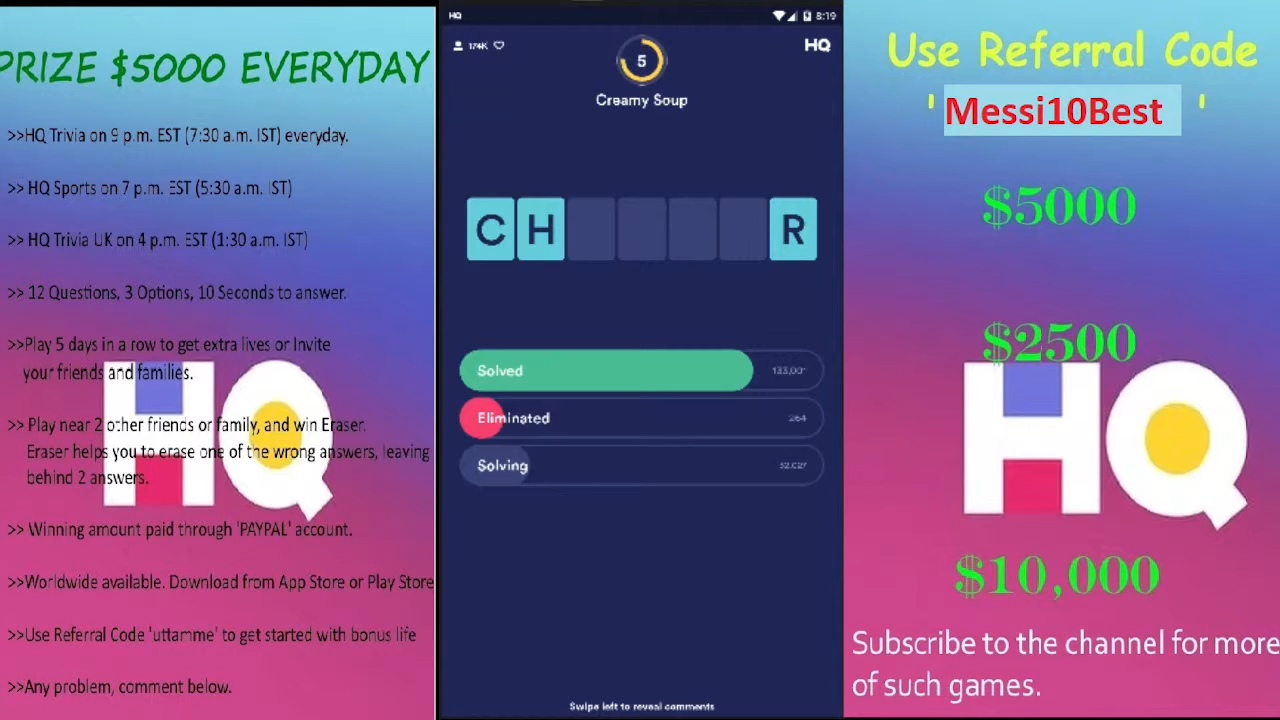 PRIZE $5000 EVERYDAY
>>HQ Trivia on 9 p.m. EST (7:30 a.m. IST) everyday.
>> HQ Sports on 7 p.m. EST (5:30 a.m. IST)
>> HQ Trivia UK on 4 p.m. EST (1:30 a.m. IST)
>> 12 Questions, 3 Options, 10 Seconds to answer.
>>Play 5 days in a row to get extra lives or Invite
your friends and families.
>> Play near 2 other friends or family, and win Eraser.
Eraser helps you to erase one of the wrong answers, leaving
behind 2 answers.
HQ
>> Winning amount paid through 'PAYPAL' account.
>>Worldwide available. Download from App Store or Play Store
>>Use Referral Code 'uttamme' to get started with bonus life
>>Any problem, comment below.
HQ
8:19
174K
HQ
5
Creamy Soup
C H R
Solved
Eliminated 264
Solving
Swipe left to reveal comments
Use Referral Code
' Messi10Best '
$5000
$2500
HQ
$10,000
Subscribe to the channel for more
of such games.